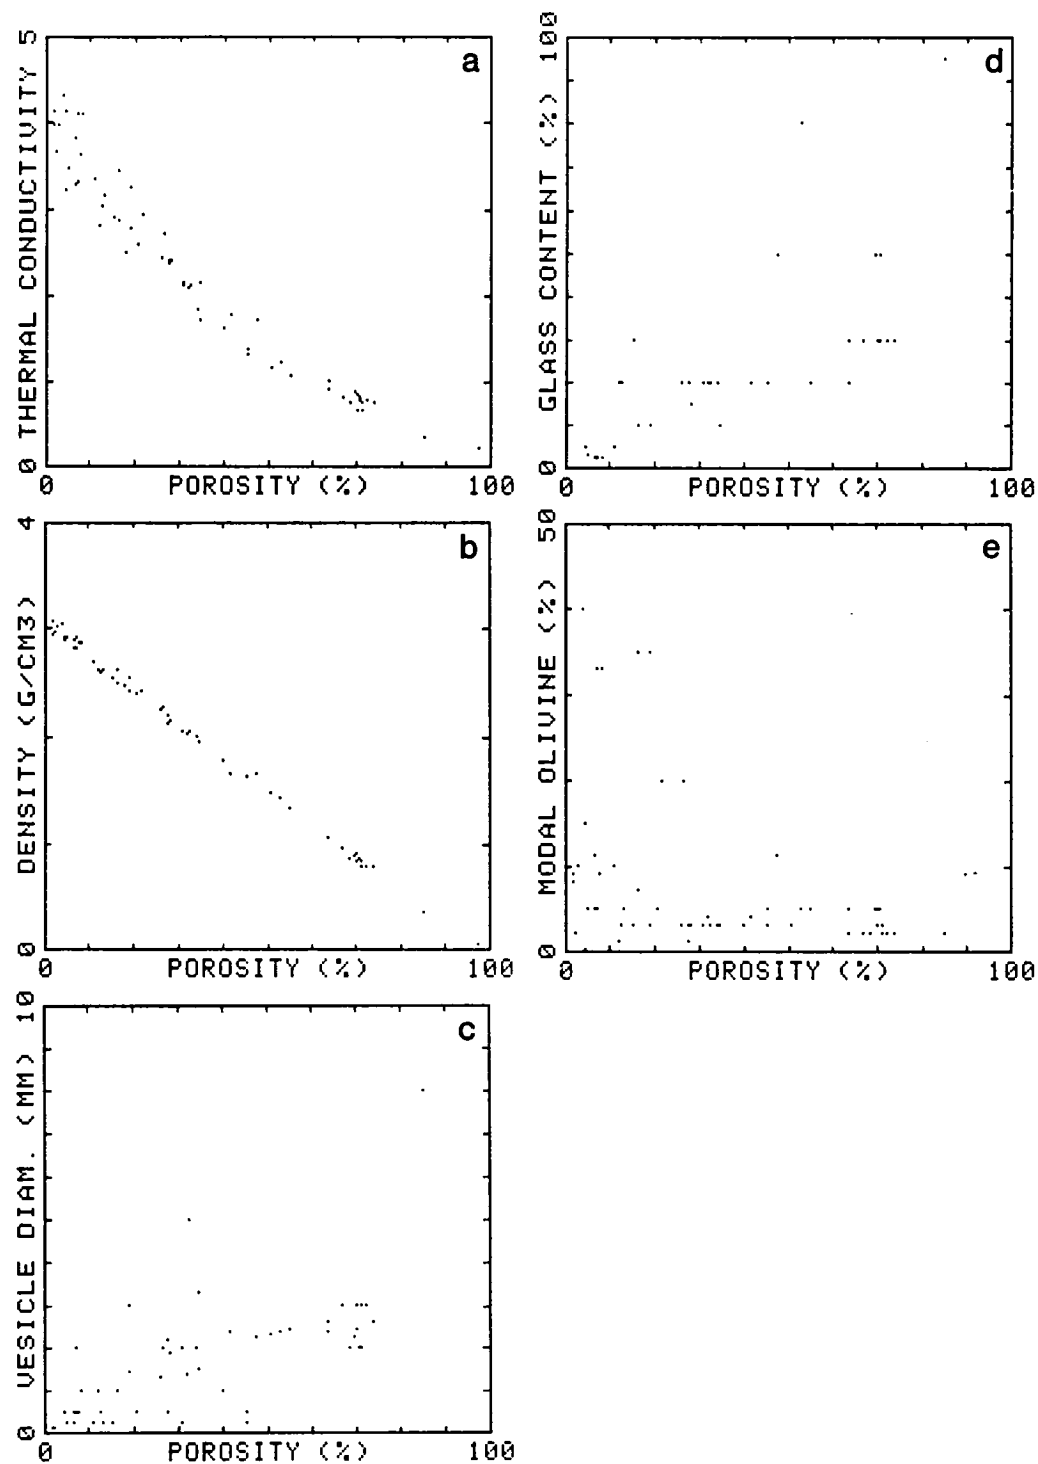 5
a
0 THERMAL CONDUCTIVITY
0 POROSITY (%) 100
100
d
0 GLASS CONTENT (%)
0 POROSITY (%) 100
4
b
0 DENSITY (G/CM3)
0 POROSITY (%) 100
50
e
0 MODAL OLIVINE (%)
0 POROSITY (%) 100
10
c
0 VESICLE DIAM. (MM)
0 POROSITY (%) 100